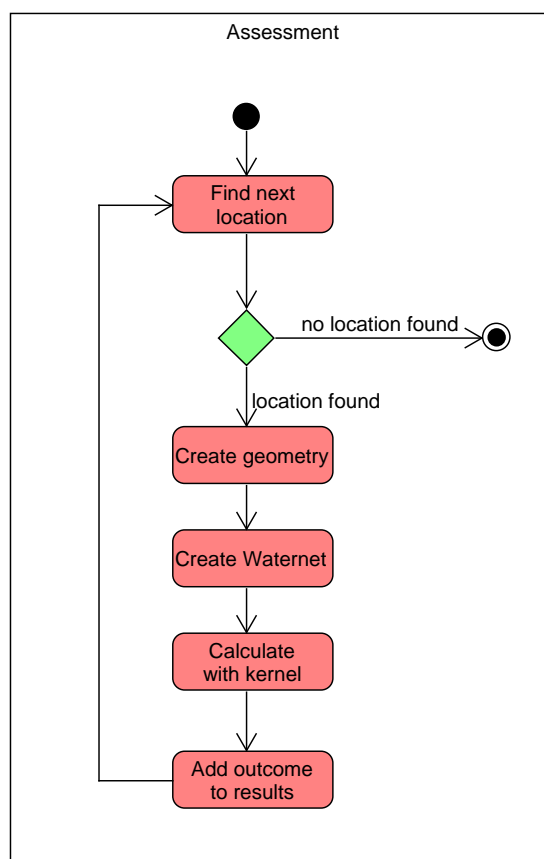 Assessment
Find next
location
no location found
location found
Create geometry
Create Waternet
Calculate
with kernel
Add outcome
to results